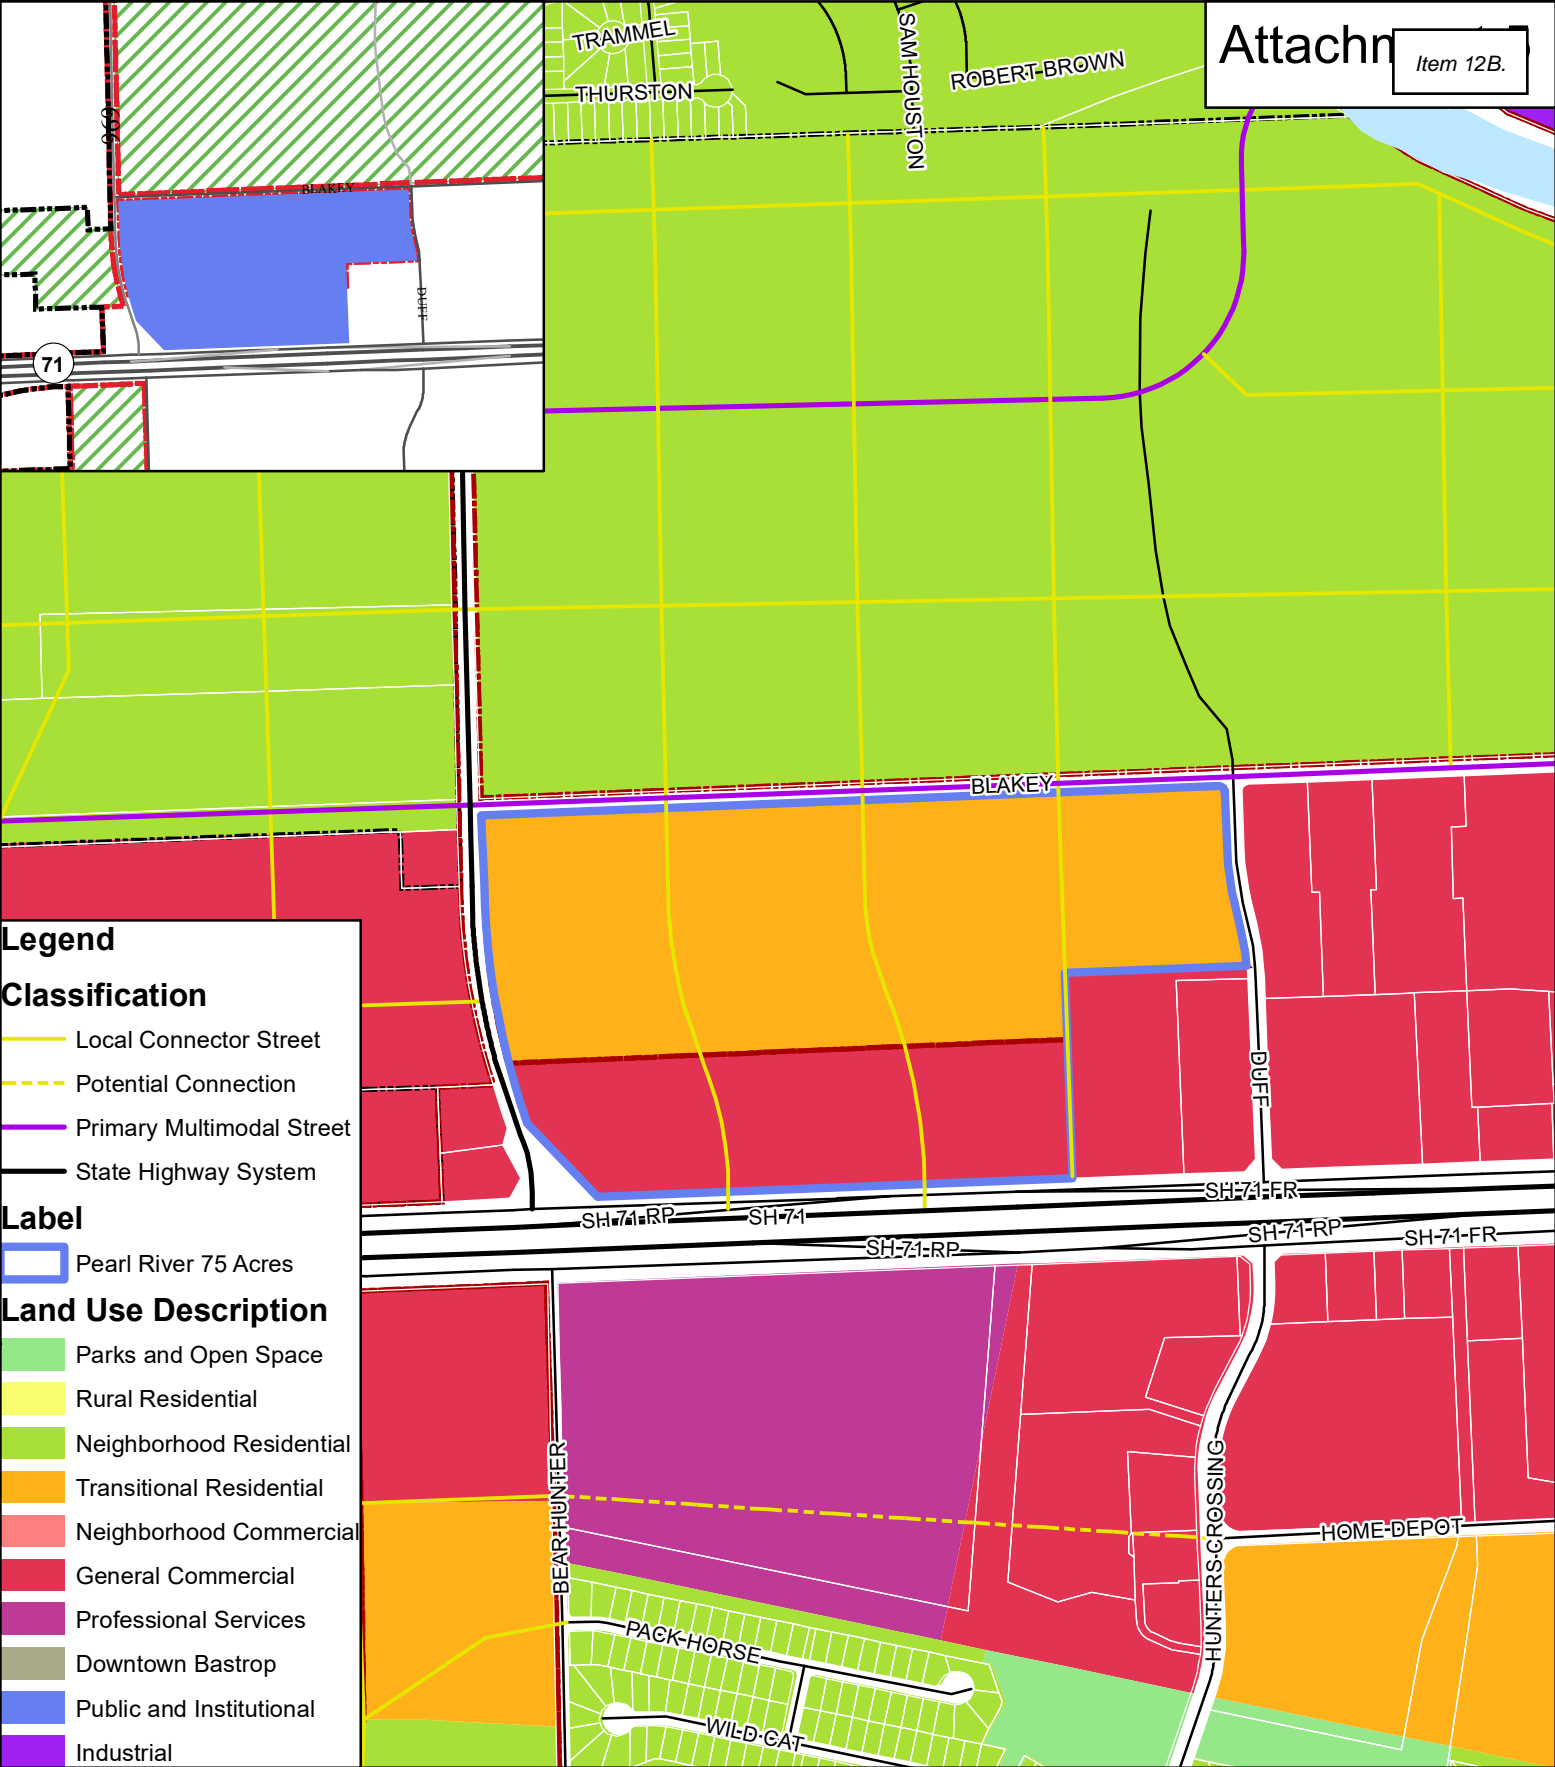 TRAMMEL
THURSTON
SAM HOUSTON
ROBERT BROWN
Item 12B.
969
BLAKEY
DUFF
71
BLAKEY
DUFF
SH 71 FR
SH 71 RP
SH 71
SH 71 RP
SH 71 RP
SH 71 FR
BEAR HUNTER
HUNTERS CROSSING
HOME DEPOT
PACK HORSE
WILD CAT
Legend
Classification
Local Connector Street
Potential Connection
Primary Multimodal Street
State Highway System
Label
Pearl River 75 Acres
Land Use Description
Parks and Open Space
Rural Residential
Neighborhood Residential
Transitional Residential
Neighborhood Commercial
General Commercial
Professional Services
Downtown Bastrop
Public and Institutional
Industrial